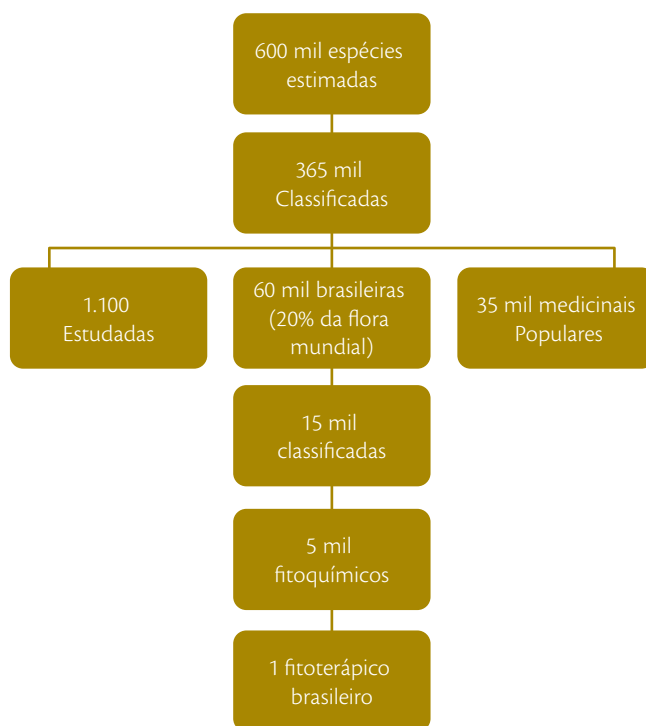 600 mil espécies
estimadas
365 mil
Classificadas
1.100
Estudadas
60 mil brasileiras
(20% da flora
mundial)
35 mil medicinais
Populares
15 mil
classificadas
5 mil
fitoquímicos
1 fitoterápico
brasileiro